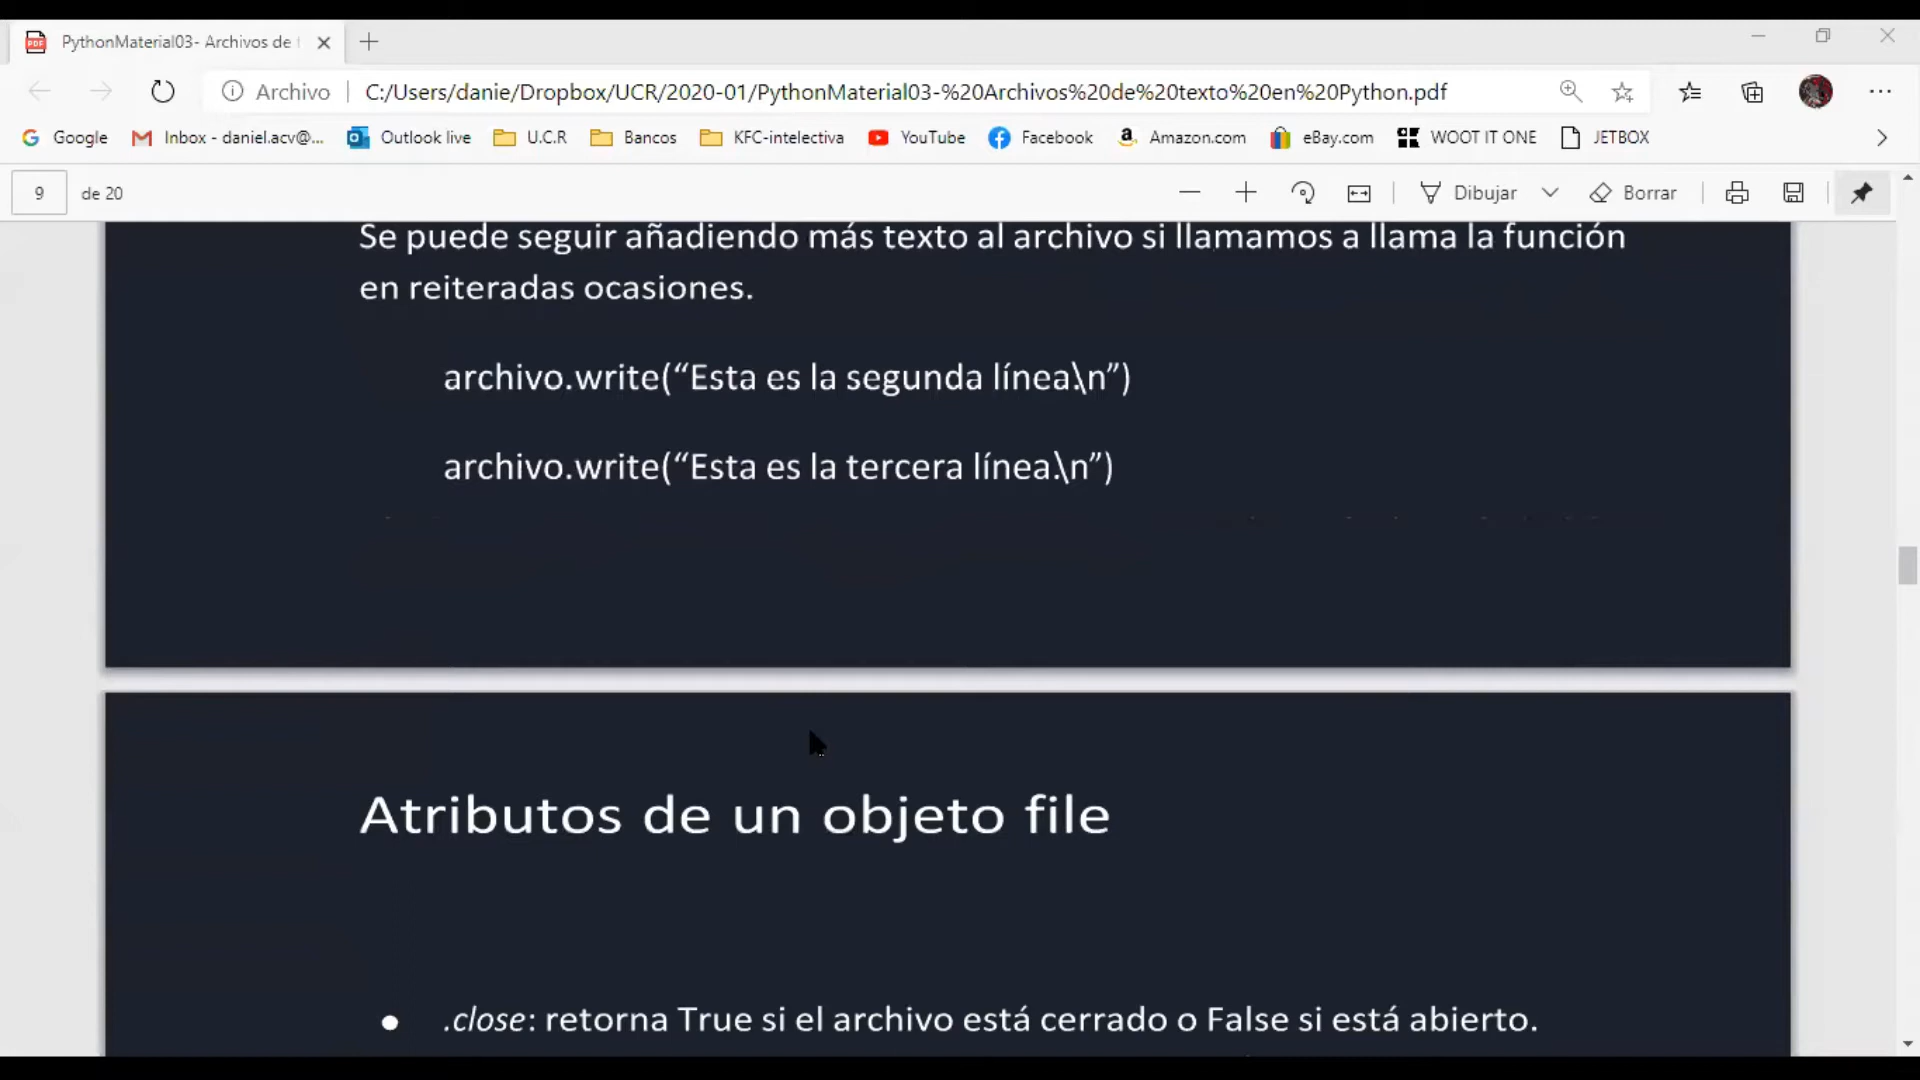 PythonMaterial03- Archivos de
Archivo
C:/Users/danie/Dropbox/UCR/2020-01/PythonMaterial03-%20Archivos%20de%20texto%20en%20Python.pdf
Google
Inbox - daniel.acv@...
Outlook live
U.C.R
Bancos
KFC-intelectiva
YouTube
Facebook
Amazon.com
eBay.com
WOOT IT ONE
JETBOX
9 de 20
Dibujar
Borrar
Se puede seguir añadiendo más texto al archivo si llamamos a llama la función
en reiteradas ocasiones.
archivo.write(“Esta es la segunda línea.\n”)
archivo.write(“Esta es la tercera línea.\n”)
Atributos de un objeto file
● .close: retorna True si el archivo está cerrado o False si está abierto.